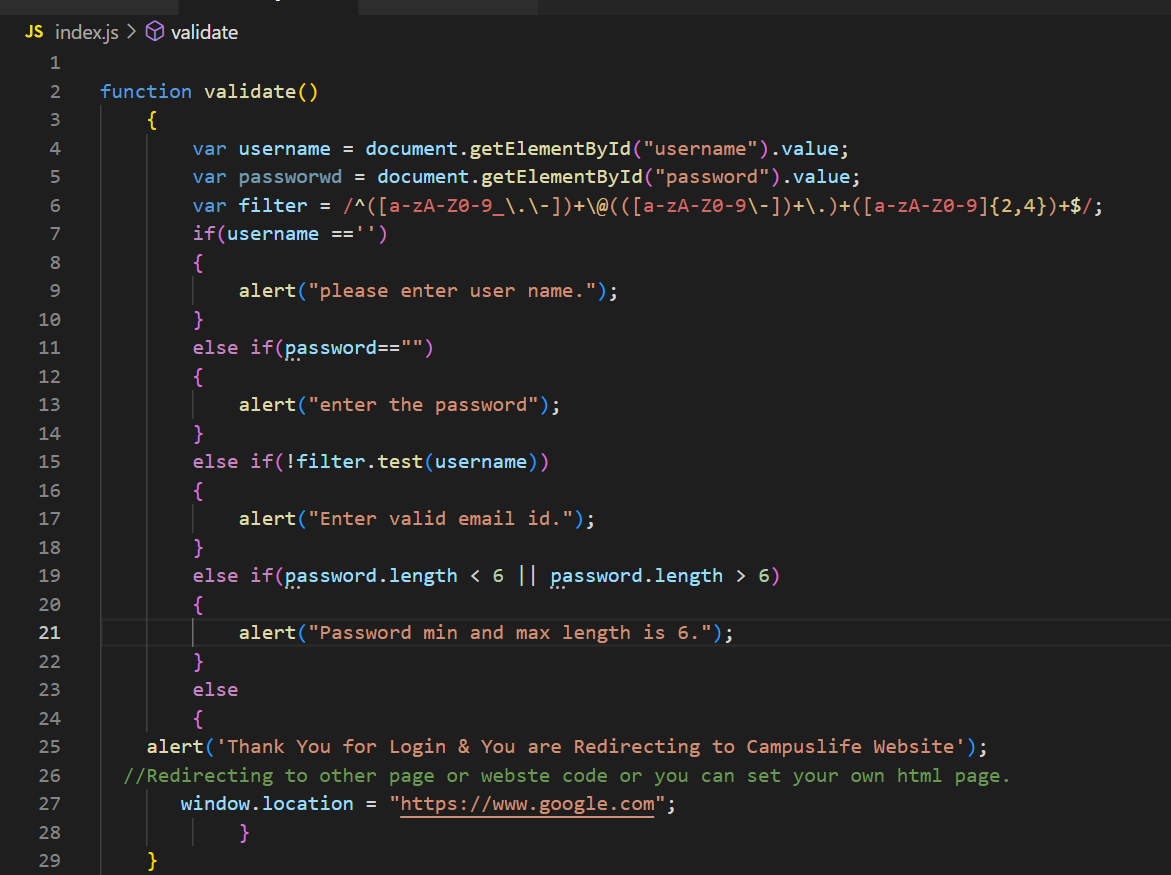 JS index.js > validate
1
2 function validate()
3 {
4 var username = document.getElementById("username").value;
5 var passworwd = document.getElementById("password").value;
6 var filter = /^([a-zA-Z0-9_\.\-])+\@(([a-zA-Z0-9\-])+\.)+([a-zA-Z0-9]{2,4})+$/;
7 if(username =='')
8 {
9 alert("please enter user name.");
10 }
11 else if(password=="")
12 {
13 alert("enter the password");
14 }
15 else if(!filter.test(username))
16 {
17 alert("Enter valid email id.");
18 }
19 else if(password.length < 6 || password.length > 6)
20 {
21 alert("Password min and max length is 6.");
22 }
23 else
24 {
25 alert('Thank You for Login & You are Redirecting to Campuslife Website');
26 //Redirecting to other page or webste code or you can set your own html page.
27 window.location = "https://www.google.com";
28 }
29 }